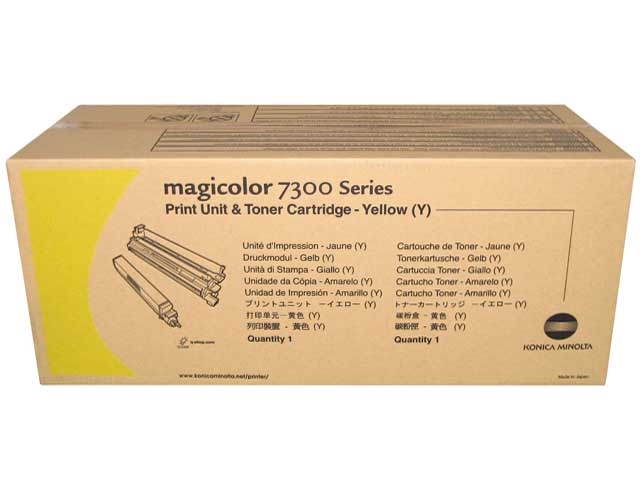 magicolor 7300 Series
Print Unit & Toner Cartridge - Yellow (Y)
Unité d'Impression - Jaune (Y)
Druckmodul - Gelb (Y)
Unità di Stampa - Giallo (Y)
Unidade da Cópia - Amarelo (Y)
Unidad de Impresión - Amarillo (Y)
プリントユニット －イエロー (Y)
打印单元－黄色 (Y)
列印裝置 - 黃色 (Y)
Quantity 1
Cartouche de Toner - Jaune (Y)
Tonerkartusche - Gelb (Y)
Cartuccia Toner - Giallo (Y)
Cartucho Toner - Amarelo (Y)
Cartucho Toner - Amarillo (Y)
トナーカートリッジ －イエロー (Y)
碳粉盒 - 黄色 (Y)
碳粉匣 - 黃色 (Y)
Quantity 1
KONICA MINOLTA
q-shop.com
www.konicaminolta.net/printer/
Made in Japan